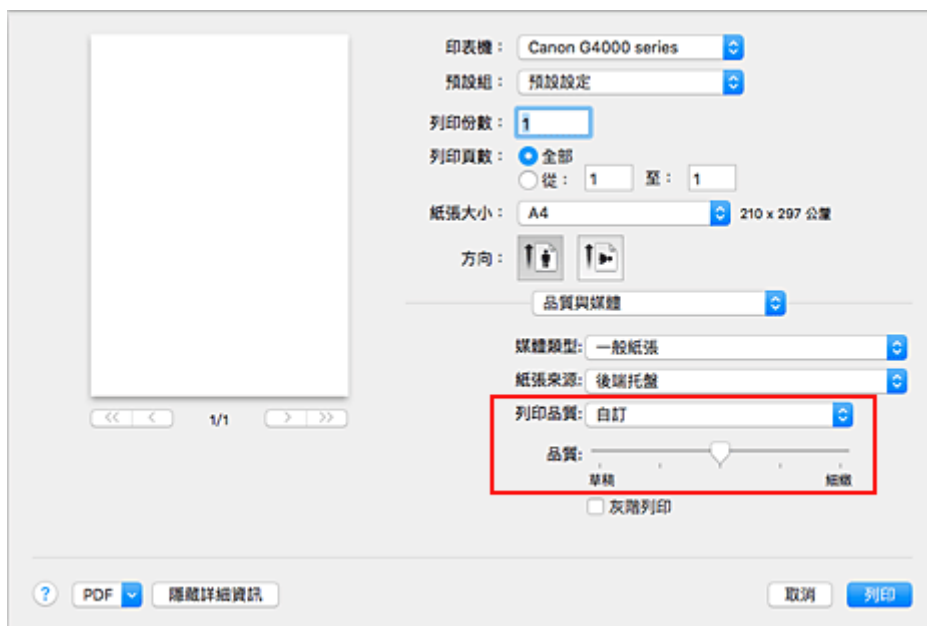 印表機： Canon G4000 series
預設組： 預設設定
列印份數： 1
列印頁數： 全部
從： 1 至： 1
紙張大小： A4 210 x 297 公釐
方向：
品質與媒體
媒體類型: 一般紙張
紙張來源: 後端托盤
1/1
列印品質: 自訂
品質:
草稿 細緻
灰階列印
? PDF 隱藏詳細資訊 取消 列印